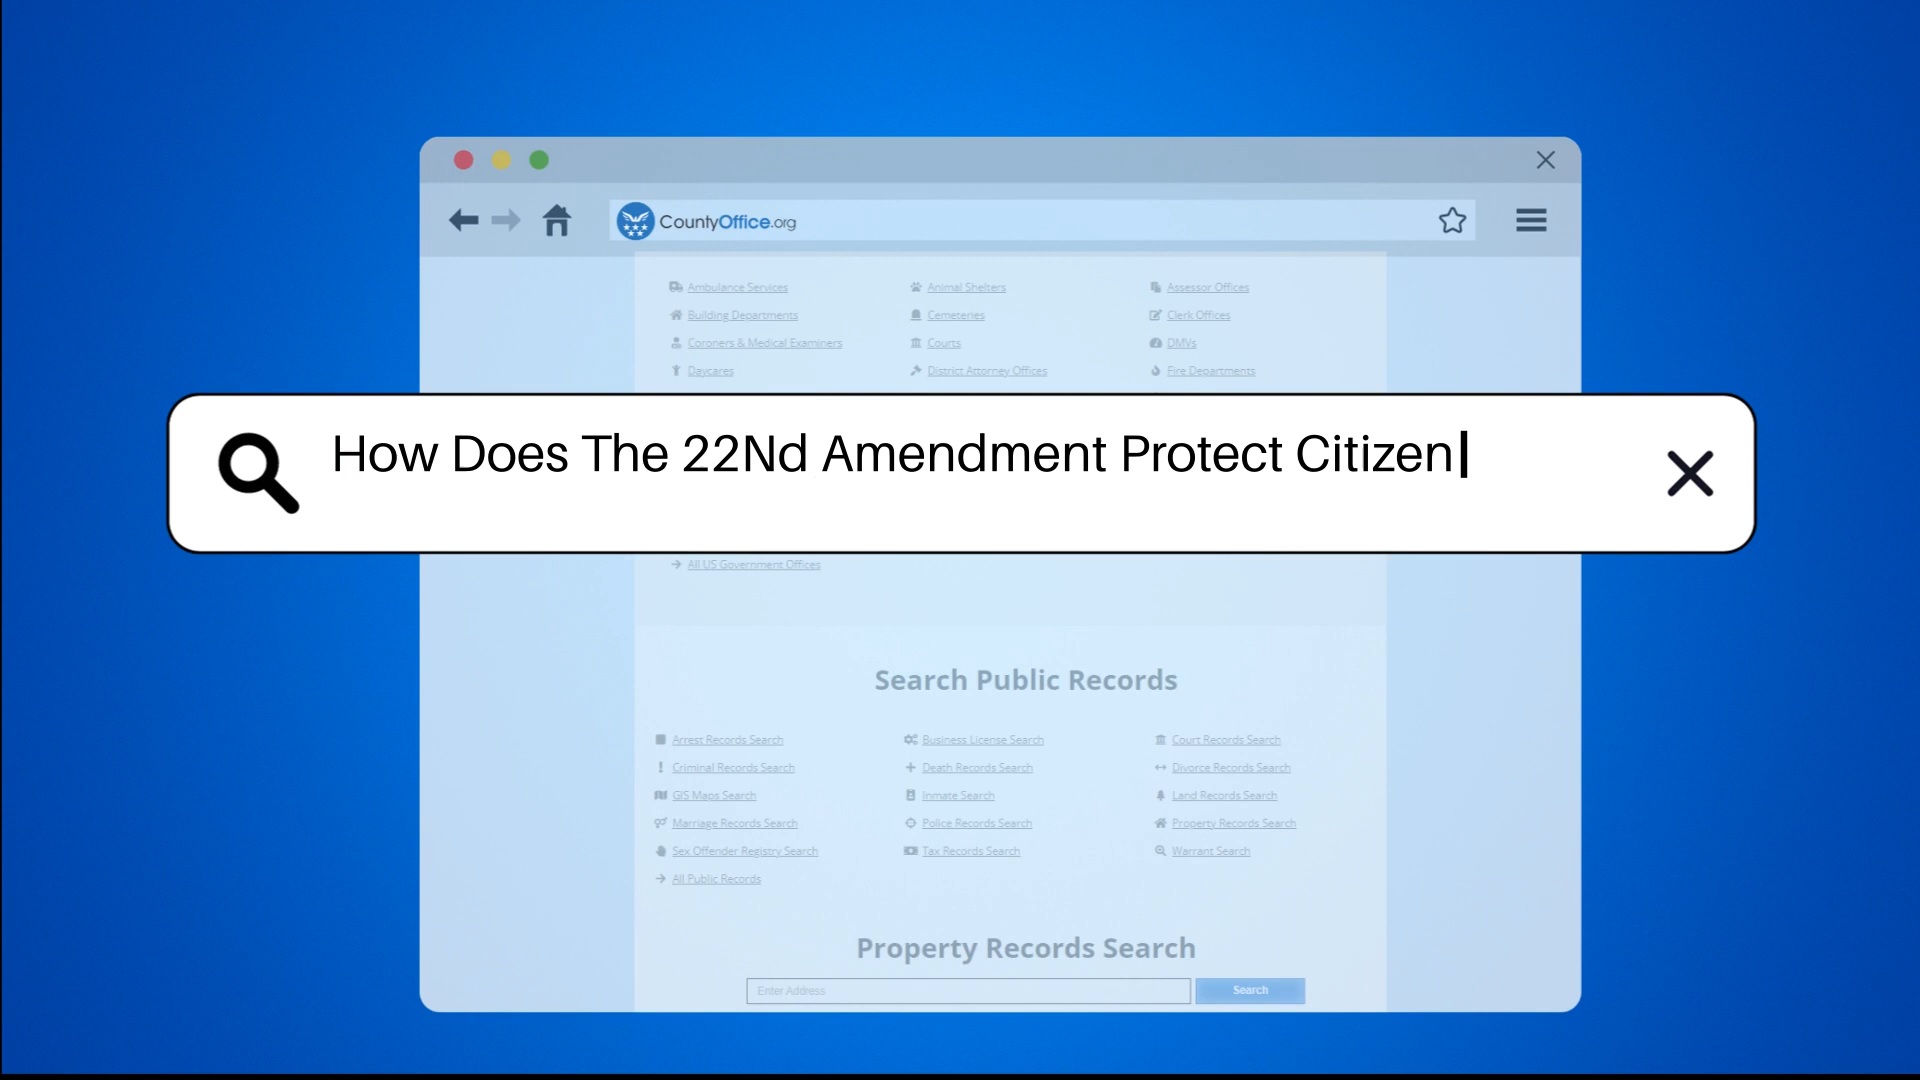 CountyOffice.org
Ambulance Services Animal Shelters Assessor Offices
Building Departments Cemeteries Clerk Offices
Coroners & Medical Examiners Courts DMVs
Daycares District Attorney Offices Fire Departments
How Does The 22Nd Amendment Protect Citizen
All US Government Offices
Search Public Records
Arrest Records Search Business License Search Court Records Search
Criminal Records Search Death Records Search Divorce Records Search
GIS Maps Search Inmate Search Land Records Search
Marriage Records Search Police Records Search Property Records Search
Sex Offender Registry Search Tax Records Search Warrant Search
All Public Records
Property Records Search
Enter Address Search